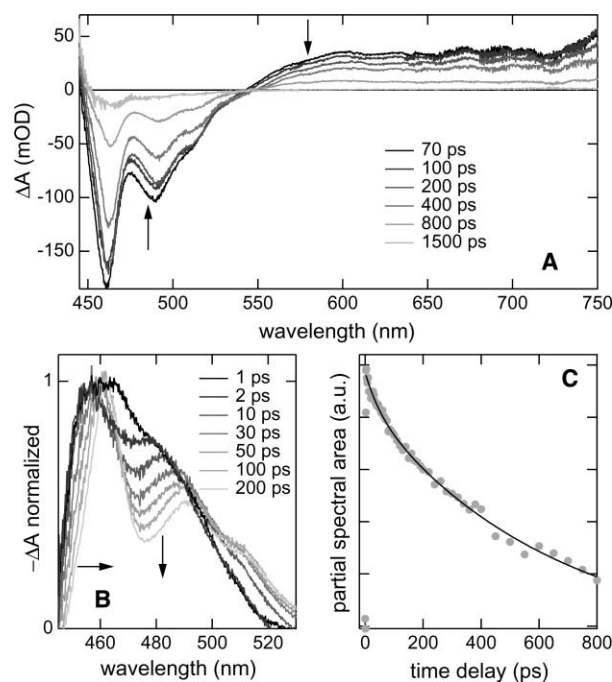 50
0
-50
-100
-150
ΔA (mOD)
70 ps
100 ps
200 ps
400 ps
800 ps
1500 ps
A
450 500 550 600 650 700 750
wavelength (nm)
1
0
−ΔA normalized
1 ps
2 ps
10 ps
30 ps
50 ps
100 ps
200 ps
B
460 480 500 520
wavelength (nm)
C
partial spectral area (a.u.)
0 200 400 600 800
time delay (ps)